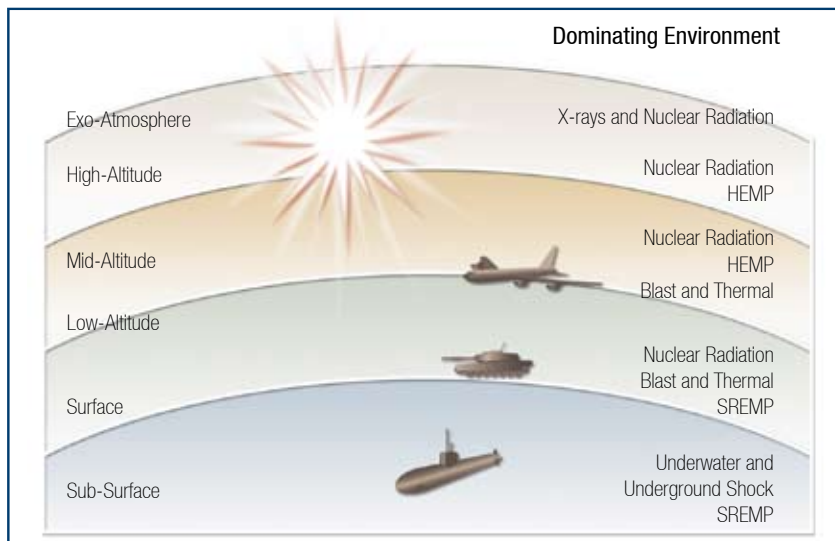 Dominating Environment
Exo-Atmosphere
X-rays and Nuclear Radiation
High-Altitude
Nuclear Radiation
HEMP
Mid-Altitude
Nuclear Radiation
HEMP
Blast and Thermal
Low-Altitude
Nuclear Radiation
Blast and Thermal
Surface
SREMP
Sub-Surface
Underwater and
Underground Shock
SREMP